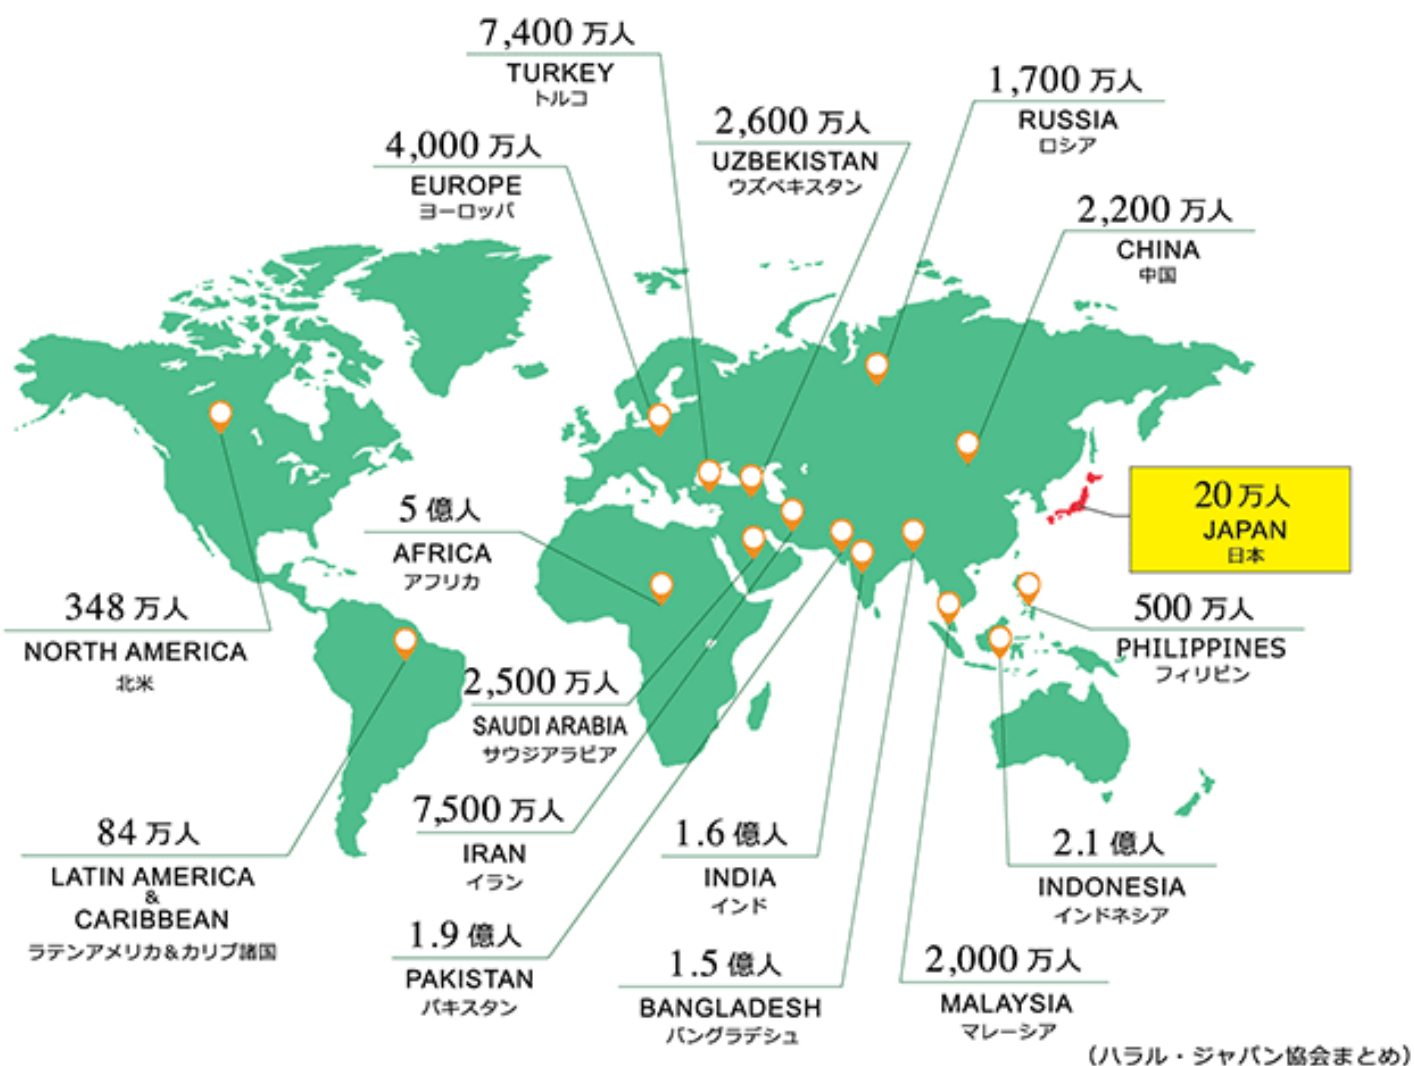 7,400 万人
TURKEY
トルコ
1,700 万人
RUSSIA
ロシア
2,600 万人
UZBEKISTAN
ウズベキスタン
4,000 万人
EUROPE
ヨーロッパ
2,200 万人
CHINA
中国
20万人
JAPAN
日本
5 億人
AFRICA
アフリカ
348 万人
NORTH AMERICA
北米
500 万人
PHILIPPINES
フィリピン
2,500 万人
SAUDI ARABIA
サウジアラビア
7,500 万人
IRAN
イラン
84 万人
LATIN AMERICA
&
CARIBBEAN
ラテンアメリカ&カリブ諸国
1.6 億人
INDIA
インド
2.1 億人
INDONESIA
インドネシア
1.9 億人
PAKISTAN
パキスタン
1.5 億人
BANGLADESH
バングラデシュ
2,000 万人
MALAYSIA
マレーシア
(ハラル・ジャパン協会まとめ)